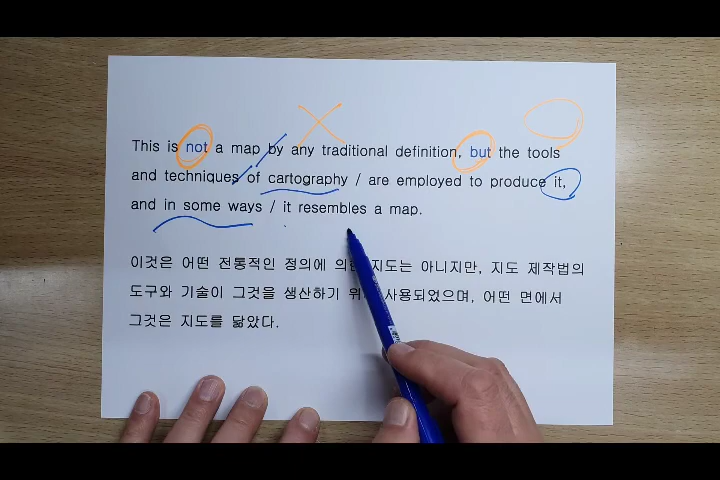 This is not a map by any traditional definition, but the tools
and techniques of cartography / are employed to produce it,
and in some ways / it resembles a map.
이것은 어떤 전통적인 정의에 지도는 아니지만, 지도 제작법의
도구와 기술이 그것을 생산하기 사용되었으며, 어떤 면에서
그것은 지도를 닮았다.